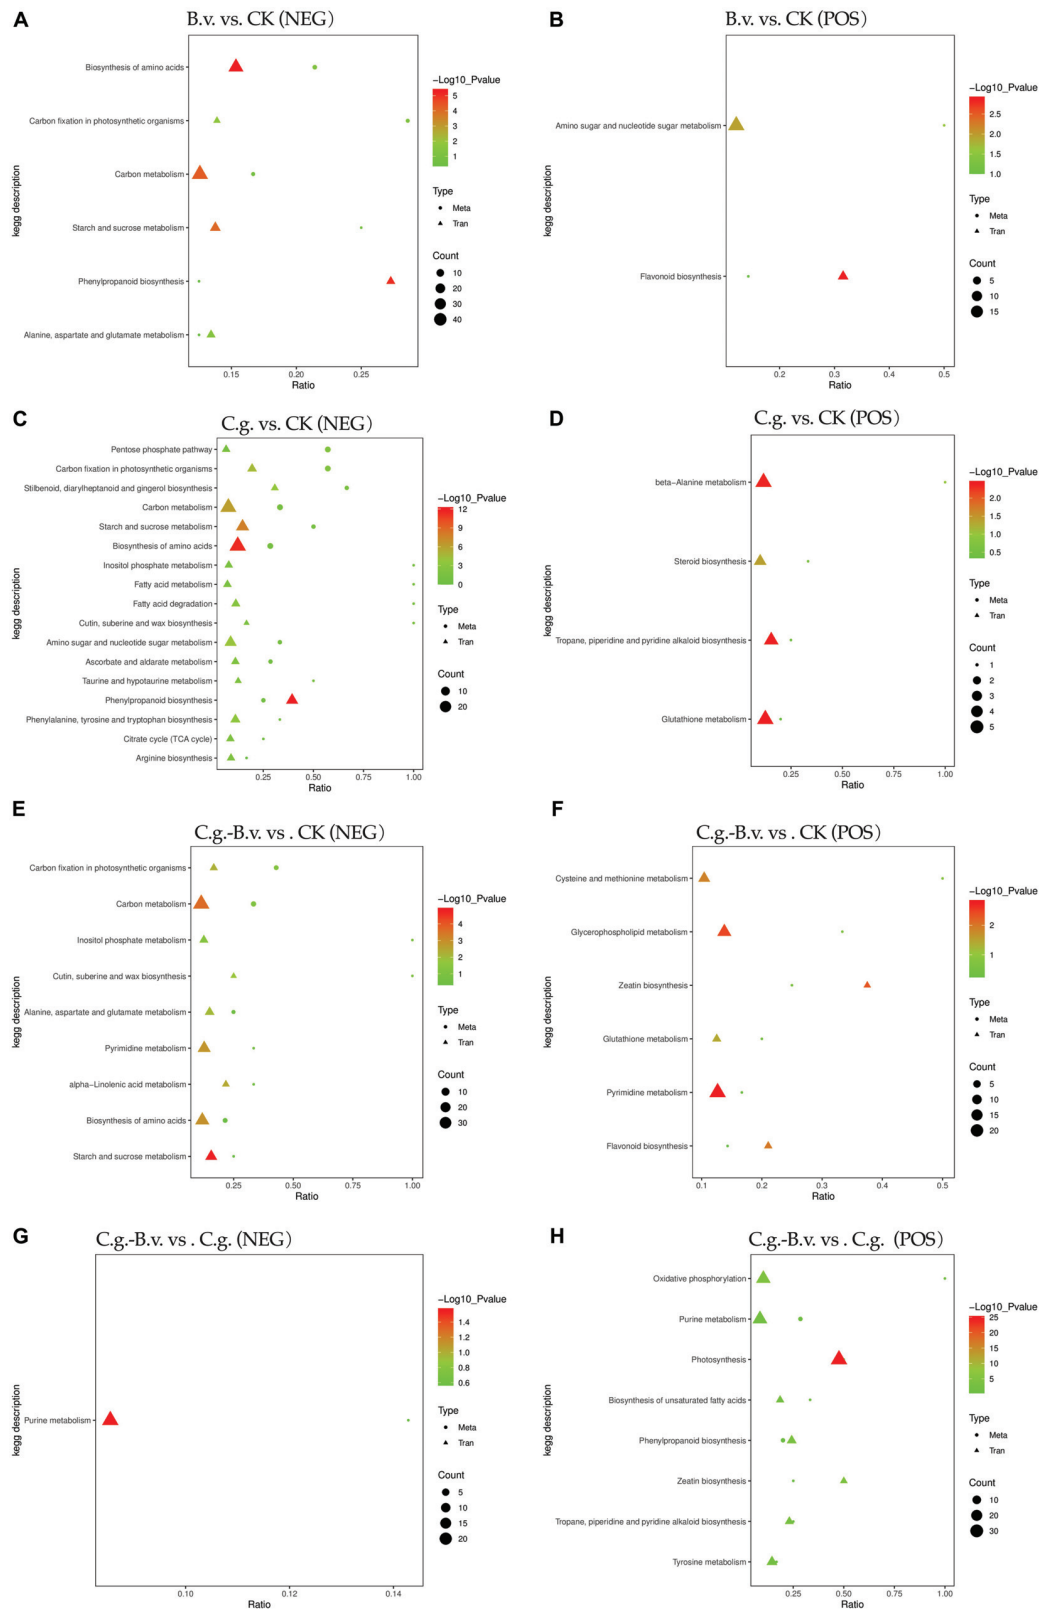 A
B.v. vs. CK (NEG)
kegg description
Biosynthesis of amino acids
Carbon fixation in photosynthetic organisms
Carbon metabolism
Starch and sucrose metabolism
Phenylpropanoid biosynthesis
Alanine, aspartate and glutamate metabolism
0.15 0.20 0.25
Ratio
−Log10_Pvalue
5
4
3
2
1
Type
Meta
Tran
Count
10
20
30
40
B
B.v. vs. CK (POS)
kegg description
Amino sugar and nucleotide sugar metabolism
Flavonoid biosynthesis
0.2 0.3 0.4 0.5
Ratio
−Log10_Pvalue
2.5
2.0
1.5
1.0
Type
Meta
Tran
Count
5
10
15
C
C.g. vs. CK (NEG)
kegg description
Pentose phosphate pathway
Carbon fixation in photosynthetic organisms
Stilbenoid, diarylheptanoid and gingerol biosynthesis
Carbon metabolism
Starch and sucrose metabolism
Biosynthesis of amino acids
Inositol phosphate metabolism
Fatty acid metabolism
Fatty acid degradation
Cutin, suberine and wax biosynthesis
Amino sugar and nucleotide sugar metabolism
Ascorbate and aldarate metabolism
Taurine and hypotaurine metabolism
Phenylpropanoid biosynthesis
Phenylalanine, tyrosine and tryptophan biosynthesis
Citrate cycle (TCA cycle)
Arginine biosynthesis
0.25 0.50 0.75 1.00
Ratio
−Log10_Pvalue
12
9
6
3
0
Type
Meta
Tran
Count
10
20
D
C.g. vs. CK (POS)
kegg description
beta−Alanine metabolism
Steroid biosynthesis
Tropane, piperidine and pyridine alkaloid biosynthesis
Glutathione metabolism
0.25 0.50 0.75 1.00
Ratio
−Log10_Pvalue
2.0
1.5
1.0
0.5
Type
Meta
Tran
Count
1
2
3
4
5
E
C.g.-B.v. vs . CK (NEG)
kegg description
Carbon fixation in photosynthetic organisms
Carbon metabolism
Inositol phosphate metabolism
Cutin, suberine and wax biosynthesis
Alanine, aspartate and glutamate metabolism
Pyrimidine metabolism
alpha−Linolenic acid metabolism
Biosynthesis of amino acids
Starch and sucrose metabolism
0.25 0.50 0.75 1.00
Ratio
−Log10_Pvalue
4
3
2
1
Type
Meta
Tran
Count
10
20
30
F
C.g.-B.v. vs . CK (POS)
kegg description
Cysteine and methionine metabolism
Glycerophospholipid metabolism
Zeatin biosynthesis
Glutathione metabolism
Pyrimidine metabolism
Flavonoid biosynthesis
0.1 0.2 0.3 0.4 0.5
Ratio
−Log10_Pvalue
2
1
Type
Meta
Tran
Count
5
10
15
20
G
C.g.-B.v. vs . C.g. (NEG)
kegg description
Purine metabolism
0.10 0.12 0.14
Ratio
−Log10_Pvalue
1.4
1.2
1.0
0.8
0.6
Type
Meta
Tran
Count
5
10
15
20
H
C.g.-B.v. vs . C.g. (POS)
kegg description
Oxidative phosphorylation
Purine metabolism
Photosynthesis
Biosynthesis of unsaturated fatty acids
Phenylpropanoid biosynthesis
Zeatin biosynthesis
Tropane, piperidine and pyridine alkaloid biosynthesis
Tyrosine metabolism
0.25 0.50 0.75 1.00
Ratio
−Log10_Pvalue
25
20
15
10
5
Type
Meta
Tran
Count
10
20
30